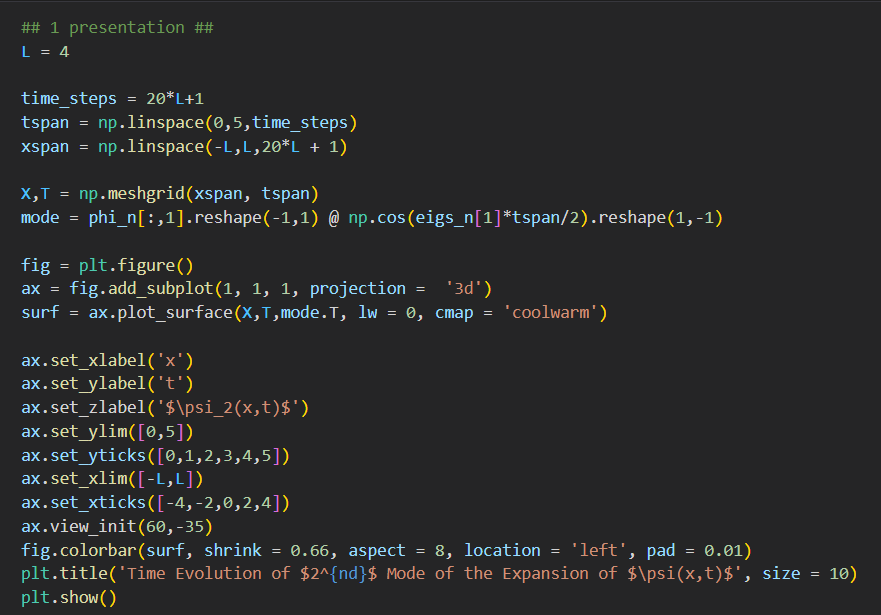 ## 1 presentation ##
L = 4
time_steps = 20*L+1
tspan = np.linspace(0,5,time_steps)
xspan = np.linspace(-L,L,20*L + 1)
X,T = np.meshgrid(xspan, tspan)
mode = phi_n[:,1].reshape(-1,1) @ np.cos(eigs_n[1]*tspan/2).reshape(1,-1)
fig = plt.figure()
ax = fig.add_subplot(1, 1, 1, projection =  '3d')
surf = ax.plot_surface(X,T,mode.T, lw = 0, cmap = 'coolwarm')
ax.set_xlabel('x')
ax.set_ylabel('t')
ax.set_zlabel('$\psi_2(x,t)$')
ax.set_ylim([0,5])
ax.set_yticks([0,1,2,3,4,5])
ax.set_xlim([-L,L])
ax.set_xticks([-4,-2,0,2,4])
ax.view_init(60,-35)
fig.colorbar(surf, shrink = 0.66, aspect = 8, location = 'left', pad = 0.01)
plt.title('Time Evolution of $2^{nd}$ Mode of the Expansion of $\psi(x,t)$', size = 10)
plt.show()